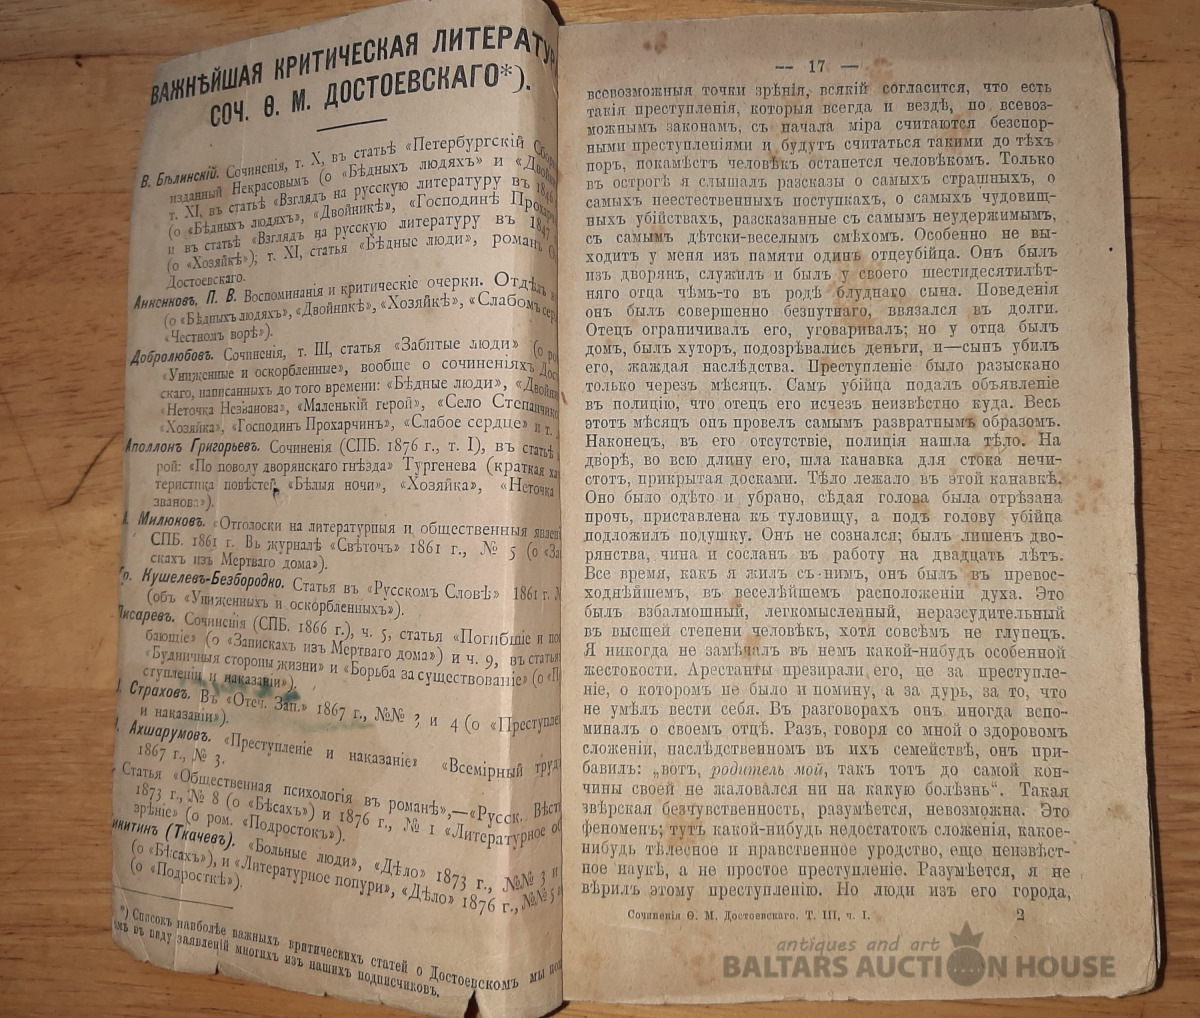 ВАЖНѢЙШАЯ КРИТИЧЕСКАЯ ЛИТЕРАТУР
СОЧ. Ѳ. М. ДОСТОЕВСКАГО*).
В. Бѣлинскій. Сочиненія, т. X, въ статьѣ «Петербургскій Сбор
изданный Некрасовымъ (о «Бѣдныхъ людяхъ» и «Двой
т. XI, въ статьѣ «Взглядъ на русскую литературу въ 1846
(о «Бѣдныхъ людяхъ», «Двойникѣ», «Господинѣ Прохар
и въ статьѣ «Взглядъ на русскую литературу въ 1847
(о «Хозяйкѣ»); т. XI, статья «Бѣдные люди», романъ
Достоевскаго.
Анненковъ, П. В. Воспоминанія и критическіе очерки. Отдѣлъ
(о «Бѣдныхъ людяхъ», «Двойникѣ», «Хозяйкѣ», «Слабомъ сер
«Честномъ ворѣ»).
Добролюбовъ. Сочиненія, т. III, статья «Забитые люди» (о ро
«Униженные и оскорбленные», вообще о сочиненіяхъ Дос
скаго, написанныхъ до того времени: «Бѣдные люди», «Двой
«Неточка Незванова», «Маленькій герой», «Село Степанчик
«Хозяйка», «Господинъ Прохарчинъ», «Слабое сердце» и т.
Аполлонъ Григорьевъ. Сочиненія (СПБ. 1876 г., т. I), въ статьѣ
рой: «По поводу дворянскаго гнѣзда» Тургенева (краткая ха
теристика повѣстей «Бѣлыя ночи», «Хозяйка», «Неточка
званова»).
Милюковъ. «Отголоски на литературныя и общественныя явлен
СПБ. 1861 г. Въ журналѣ «Свѣточъ» 1861 г., № 5 (о «За
скахъ изъ Мертваго дома»).
Гр. Кушелевъ-Безбородко. Статья въ «Русскомъ Словѣ» 1861 г.
(объ «Униженныхъ и оскорбленныхъ»).
Писаревъ. Сочиненія (СПБ. 1866 г.), ч. 5, статья «Погибшіе и по
бающіе» (о «Запискахъ изъ Мертваго дома») и ч. 9, въ статья
«Будничныя стороны жизни» и «Борьба за существованіе» (о «П
ступленіи и наказаніи»).
Страховъ. Въ «Отеч. Зап.» 1867 г., №№ 3 и 4 (о «Преступле
и наказаніи»).
Ахшарумовъ. «Преступленіе и наказаніе» «Всемірный труд
1867 г., № 3.
Статья «Общественная психологія въ романѣ»,—«Русск. Вѣст
1873 г., № 8 (о «Бѣсахъ») и 1876 г., № 1 «Литературное об
зрѣніе» (о ром. «Подростокъ»).
икитинъ (Ткачевъ). «Больные люди», «Дѣло» 1873 г., №№ 3 и
(о «Бѣсахъ»), и «Литературное попури», «Дѣло» 1876 г., №№ 5
(о «Подросткѣ»).
*) Списокъ наиболѣе важныхъ критическихъ статей о Достоевскомъ мы пом
въ виду заявленій многихъ изъ нашихъ подписчиковъ.
— 17 —
всевозможныя точки зрѣнія, всякій согласится, что есть
такія преступленія, которыя всегда и вездѣ, по всевоз-
можнымъ законамъ, съ начала міра считаются безспор-
ными преступленіями и будутъ считаться такими до тѣхъ
поръ, покамѣстъ человѣкъ останется человѣкомъ. Только
въ острогѣ я слышалъ разсказы о самыхъ страшныхъ, о
самыхъ неестественныхъ поступкахъ, о самыхъ чудовищ-
ныхъ убійствахъ, разсказанные съ самымъ неудержимымъ,
съ самымъ дѣтски-веселымъ смѣхомъ. Особенно не вы-
ходитъ у меня изъ памяти одинъ отцеубійца. Онъ былъ
изъ дворянъ, служилъ и былъ у своего шестидесятилѣт-
няго отца чѣмъ-то въ родѣ блуднаго сына. Поведенія
онъ былъ совершенно безпутнаго, ввязался въ долги.
Отецъ ограничивалъ его, уговаривалъ; но у отца былъ
домъ, былъ хуторъ, подозрѣвались деньги, и—сынъ убилъ
его, жаждая наслѣдства. Преступленіе было разыскано
только черезъ мѣсяцъ. Самъ убійца подалъ объявленіе
въ полицію, что отецъ его исчезъ неизвѣстно куда. Весь
этотъ мѣсяцъ онъ провелъ самымъ развратнымъ образомъ.
Наконецъ, въ его отсутствіе, полиція нашла тѣло. На
дворѣ, во всю длину его, шла канавка для стока нечи-
стотъ, прикрытая досками. Тѣло лежало въ этой канавкѣ.
Оно было одѣто и убрано, сѣдая голова была отрѣзана
прочь, приставлена къ туловищу, а подъ голову убійца
подложилъ подушку. Онъ не сознался; былъ лишенъ дво-
рянства, чина и сосланъ въ работу на двадцать лѣтъ.
Все время, какъ я жилъ съ нимъ, онъ былъ въ превос-
ходнѣйшемъ, въ веселѣйшемъ расположеніи духа. Это
былъ взбалмошный, легкомысленный, неразсудительный
въ высшей степени человѣкъ, хотя совсѣмъ не глупецъ.
Я никогда не замѣчалъ въ немъ какой-нибудь особенной
жестокости. Арестанты презирали его, не за преступле-
ніе, о которомъ не было и помину, а за дурь, за то, что
не умѣлъ вести себя. Въ разговорахъ онъ иногда вспо-
миналъ о своемъ отцѣ. Разъ, говоря со мной о здоровомъ
сложеніи, наслѣдственномъ въ ихъ семействѣ, онъ при-
бавилъ: „вотъ, родитель мой, такъ тотъ до самой кон-
чины своей не жаловался ни на какую болѣзнь“. Такая
звѣрская безчувственность, разумѣется, невозможна. Это
феноменъ; тутъ какой-нибудь недостатокъ сложенія, какое-
нибудь тѣлесное и нравственное уродство, еще неизвѣст-
ное наукѣ, а не простое преступленіе. Разумѣется, я не
вѣрилъ этому преступленію. Но люди изъ его города,
Сочиненія Ѳ. М. Достоевскаго. Т. III, ч. I. 2
antiques and art
BALTARS AUCTION HOUSE